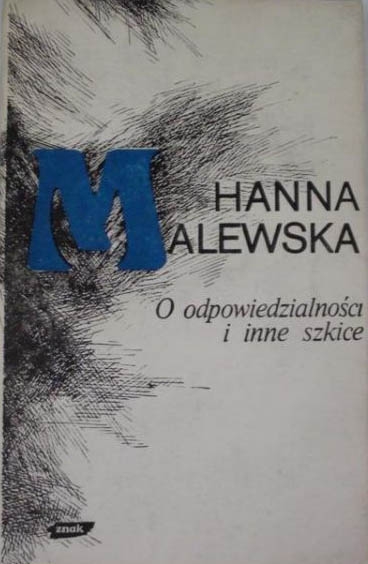 HANNA
MALEWSKA
O odpowiedzialności
i inne szkice
znak